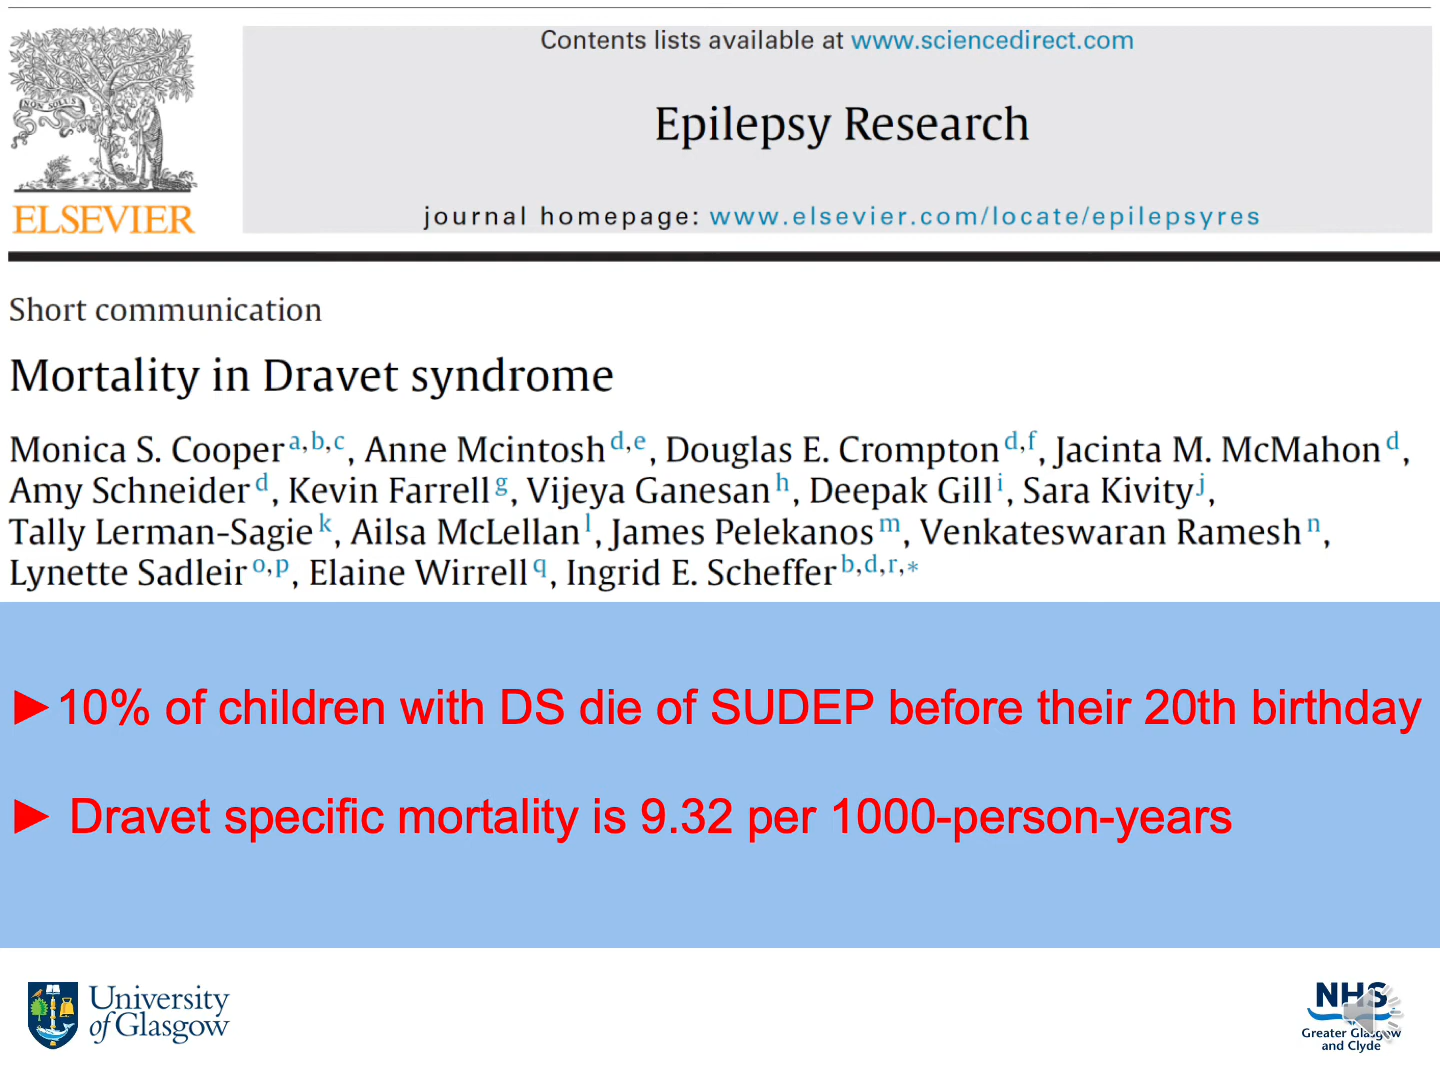 Contents lists available at www.sciencedirect.com
Epilepsy Research
journal homepage: www.elsevier.com/locate/epilepsyres
NON SOLUS
ELSEVIER
Short communication
Mortality in Dravet syndrome
Monica S. Cooper a,b,c, Anne Mcintosh d,e, Douglas E. Crompton d,f, Jacinta M. McMahon d,
Amy Schneider d, Kevin Farrell g, Vijeya Ganesan h, Deepak Gill i, Sara Kivity j,
Tally Lerman-Sagie k, Ailsa McLellan l, James Pelekanos m, Venkateswaran Ramesh n,
Lynette Sadleir o,p, Elaine Wirrell q, Ingrid E. Scheffer b,d,r,*
►10% of children with DS die of SUDEP before their 20th birthday
► Dravet specific mortality is 9.32 per 1000-person-years
University
of Glasgow
NHS
Greater Glasgow
and Clyde